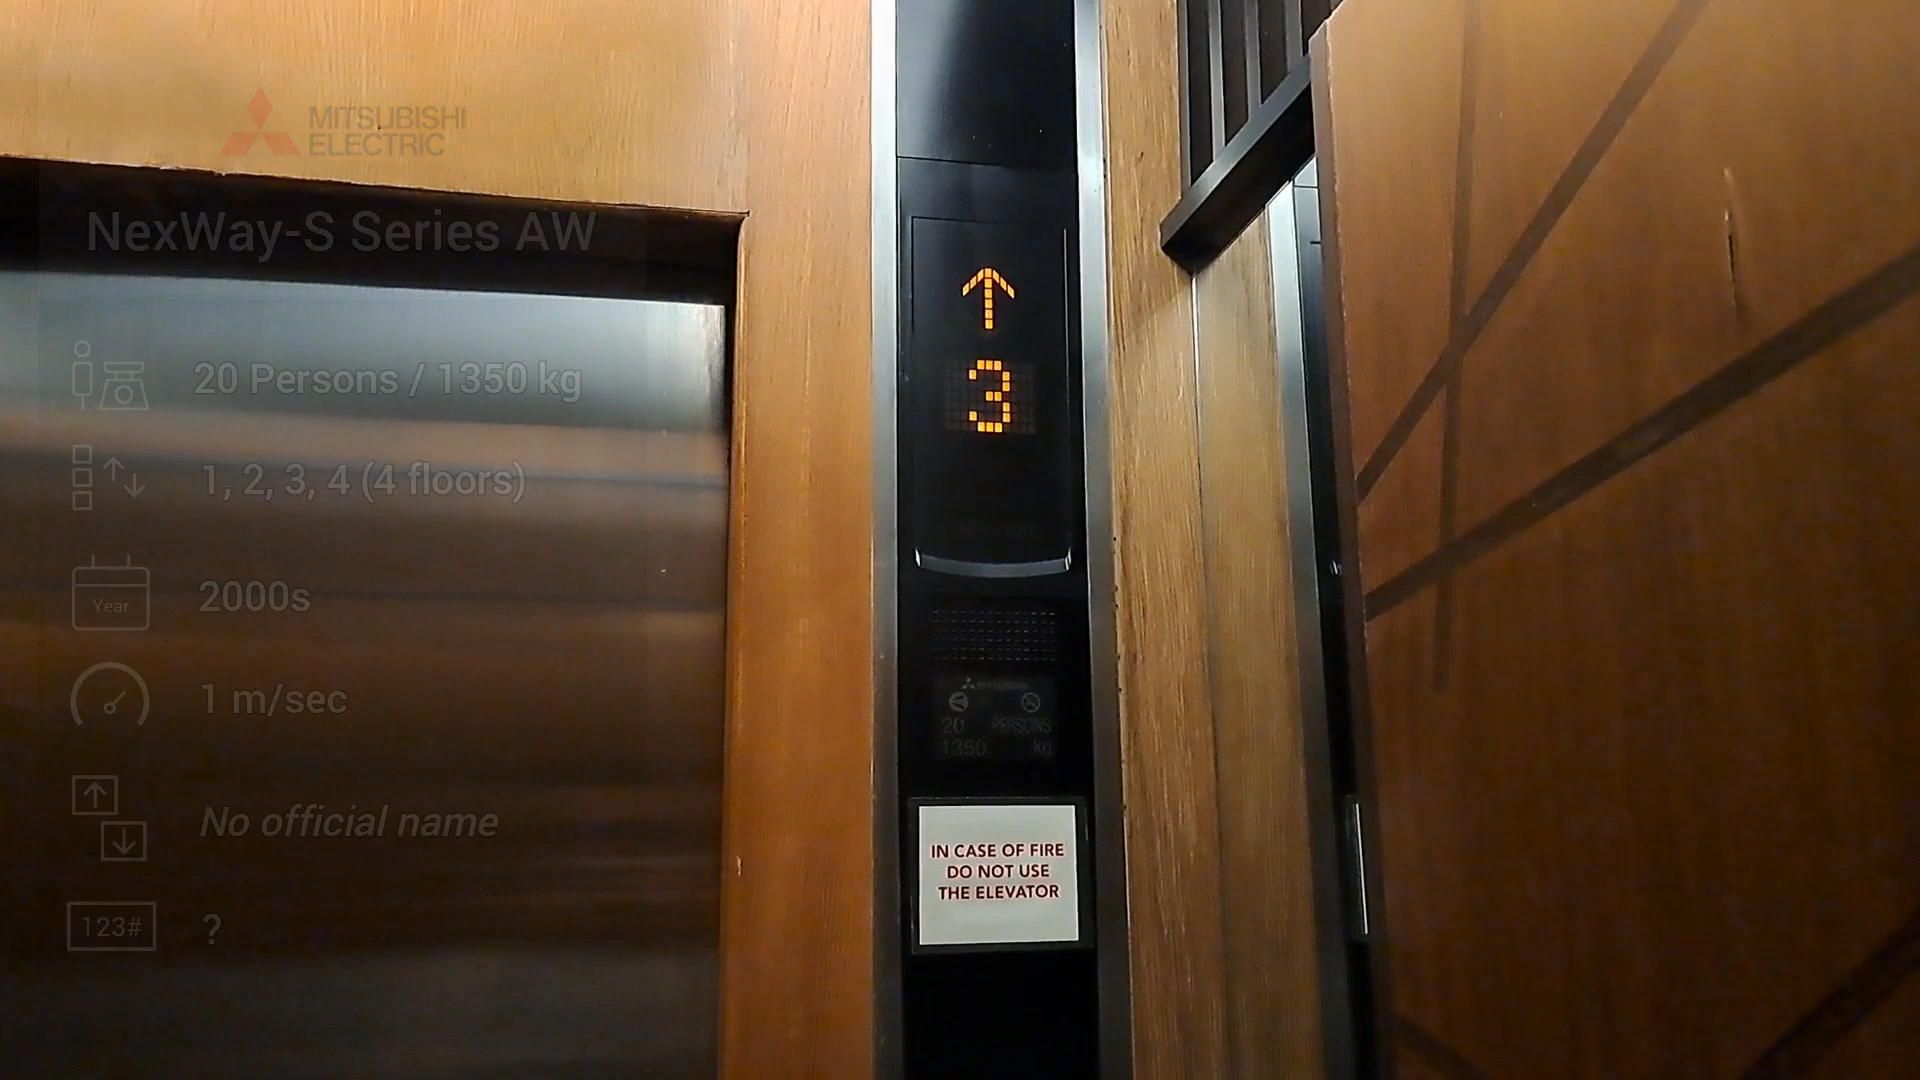 MITSUBISHI
ELECTRIC
NexWay-S Series AW
20 Persons / 1350 kg
1, 2, 3, 4 (4 floors)
Year
2000s
1 m/sec
No official name
123#
?
3
MITSUBISHI
20 PERSONS
1350 kg
IN CASE OF FIRE
DO NOT USE
THE ELEVATOR